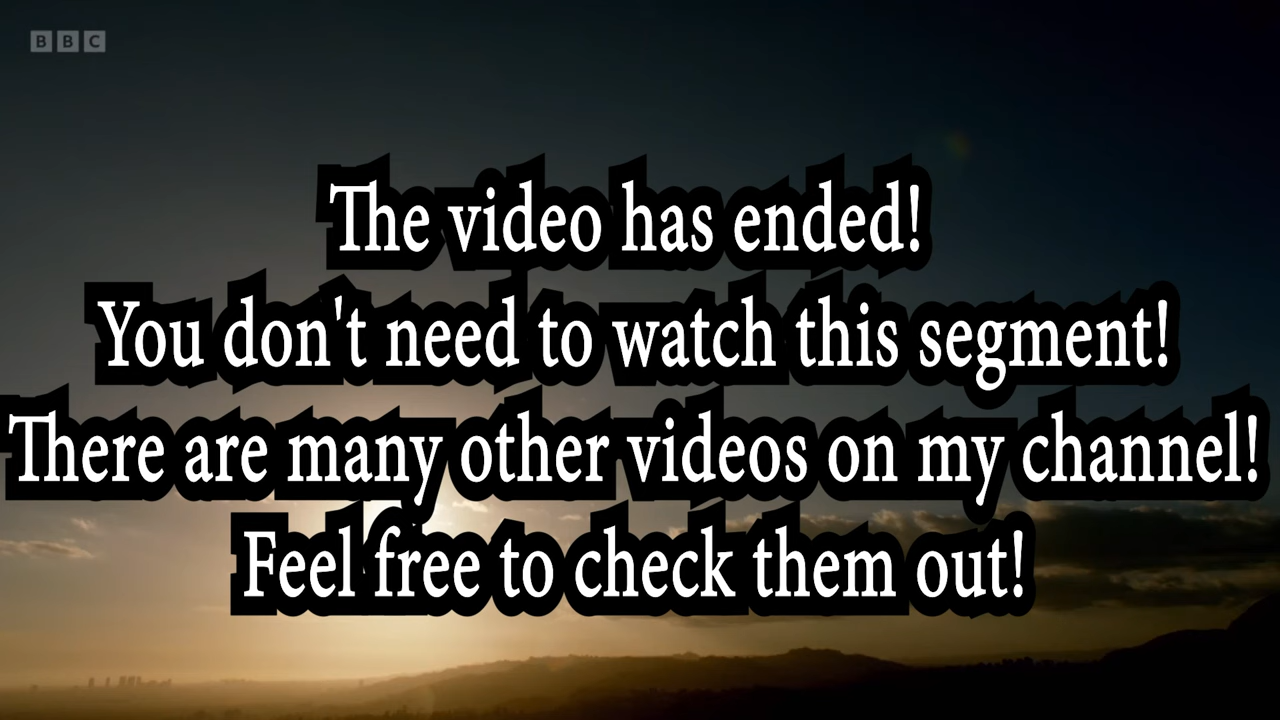 BBC
The video has ended!
You don't need to watch this segment!
There are many other videos on my channel!
Feel free to check them out!